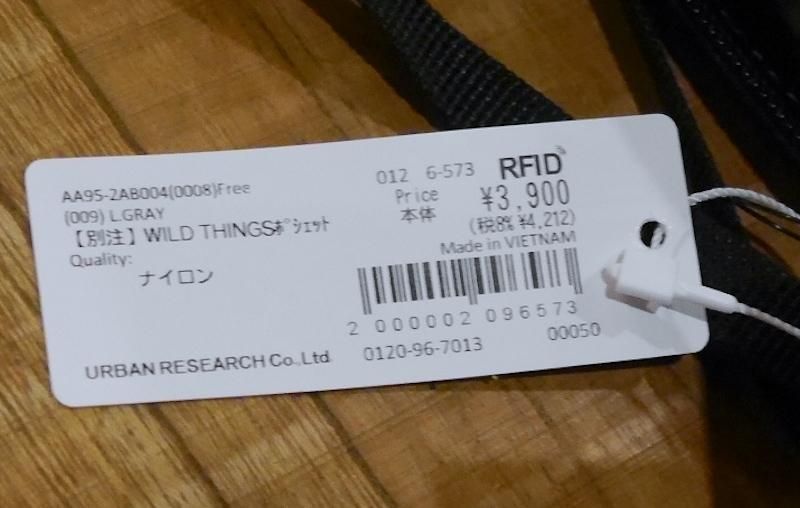 AA95-2AB004(0008)Free
(009) L.GRAY
【別注】WILD THINGSﾎﾟｼｪｯﾄ
Quality:
ナイロン
012 6-573 RFID
Price ¥3,900
本体 (税8% ¥4,212)
Made in VIETNAM
2 000002 096573
URBAN RESEARCH Co.,Ltd.
0120-96-7013
00050